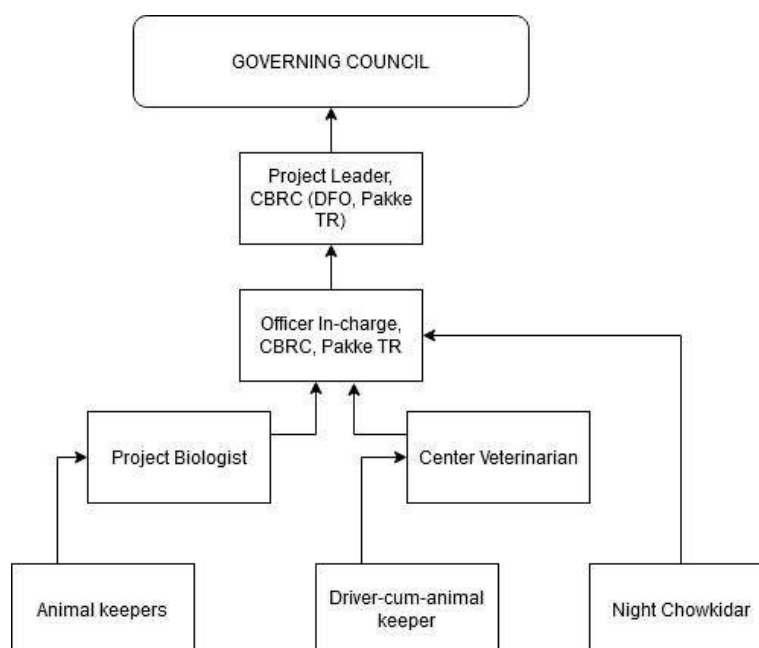 GOVERNING COUNCIL
Project Leader,
CBRC (DFO, Pakke
TR)
Officer In-charge,
CBRC, Pakke TR
Project Biologist
Center Veterinarian
Animal keepers
Driver-cum-animal
keeper
Night Chowkidar